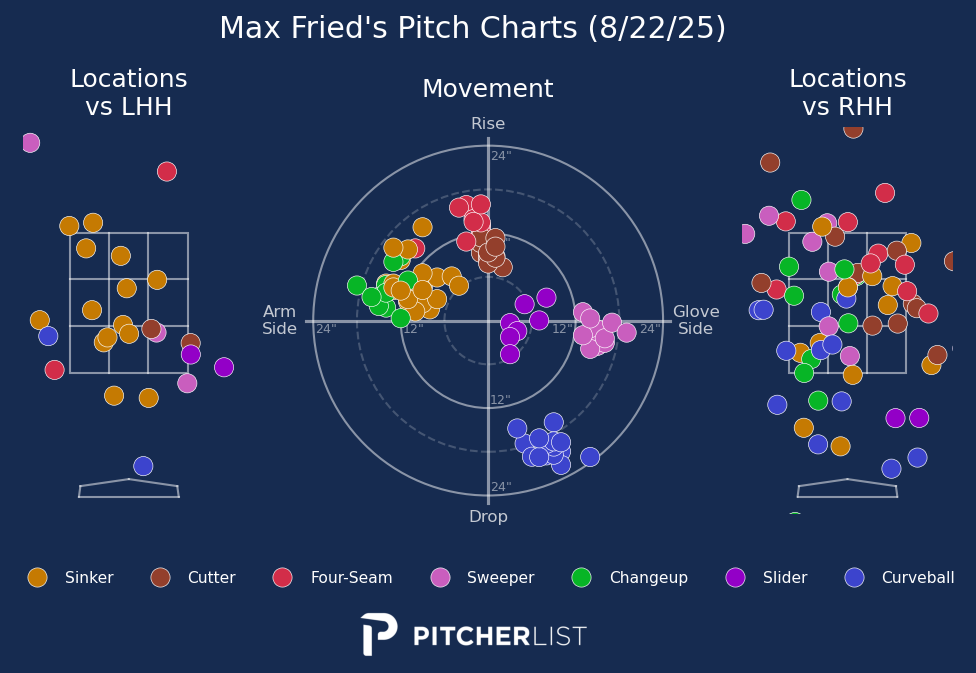 Max Fried's Pitch Charts (8/22/25)
Locations
vs LHH
Movement
Locations
vs RHH
Rise
24"
Arm
Side
24"
12"
12"
24"
Glove
Side
12"
24"
Drop
Sinker
Cutter
Four-Seam
Sweeper
Changeup
Slider
Curveball
PITCHERLIST